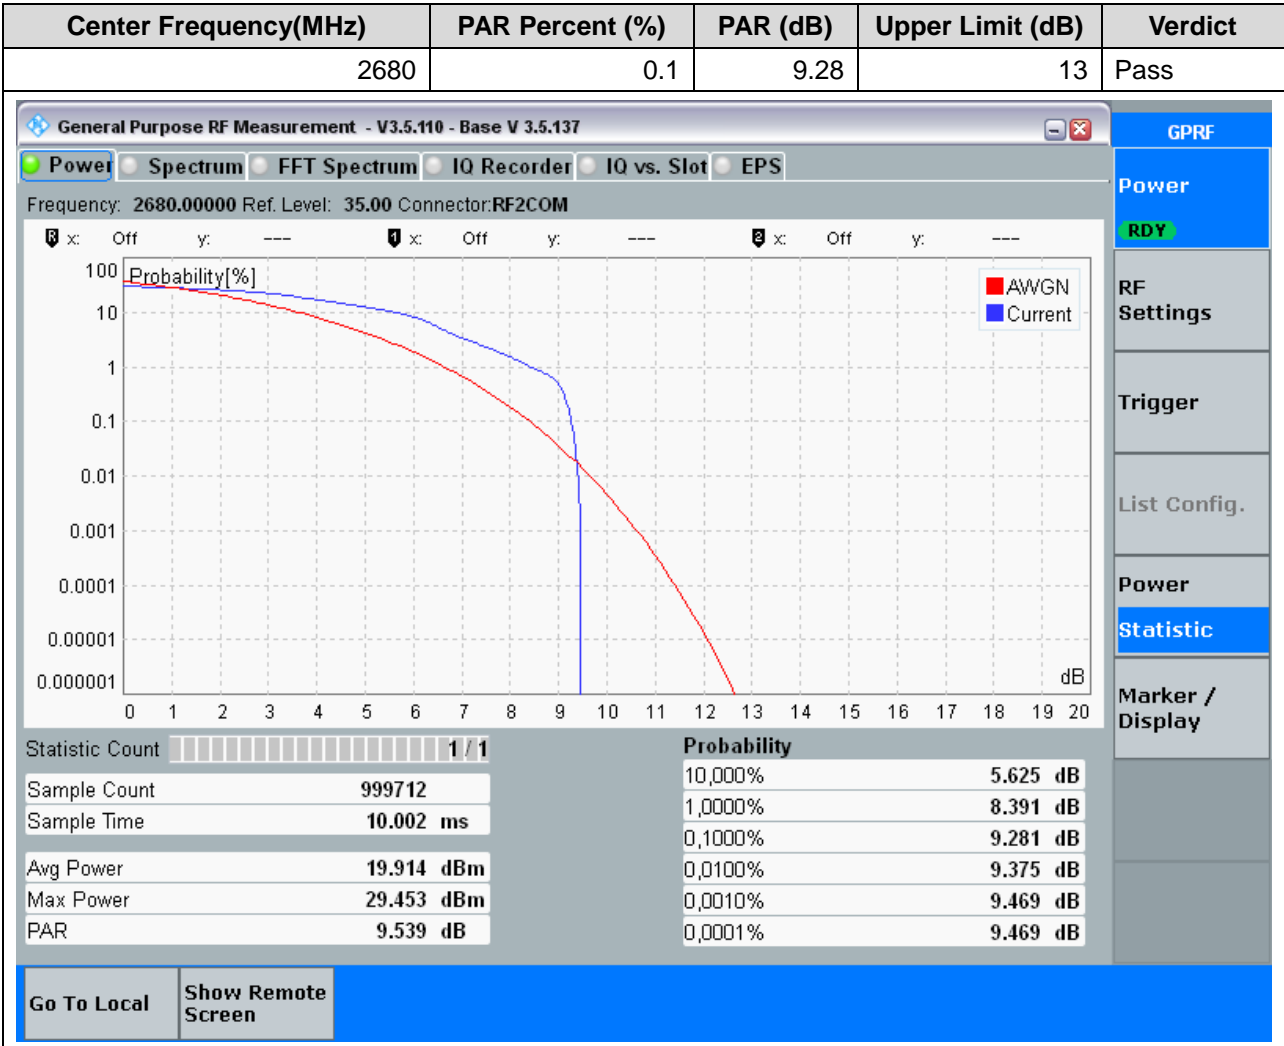 Center Frequency(MHz) PAR Percent (%) PAR (dB) Upper Limit (dB) Verdict
2680 0.1 9.28 13 Pass
General Purpose RF Measurement - V3.5.110 - Base V 3.5.137
GPRF
Power Spectrum FFT Spectrum IQ Recorder IQ vs. Slot EPS
Frequency: 2680.00000 Ref. Level: 35.00 Connector:RF2COM
R x: Off y: --- 1 x: Off y: --- 2 x: Off y: ---
Probability[%]
100
10
1
0.1
0.01
0.001
0.0001
0.00001
0.000001
AWGN
Current
dB
0 1 2 3 4 5 6 7 8 9 10 11 12 13 14 15 16 17 18 19 20
Statistic Count 1 / 1
Sample Count 999712
Sample Time 10.002 ms
Avg Power 19.914 dBm
Max Power 29.453 dBm
PAR 9.539 dB
Probability
10,000% 5.625 dB
1,0000% 8.391 dB
0,1000% 9.281 dB
0,0100% 9.375 dB
0,0010% 9.469 dB
0,0001% 9.469 dB
Power
RDY
RF
Settings
Trigger
List Config.
Power
Statistic
Marker /
Display
Go To Local
Show Remote
Screen